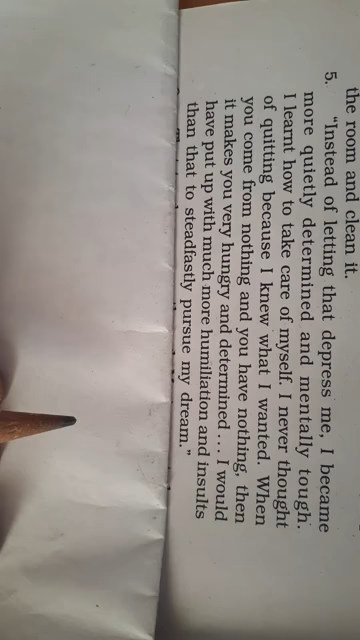 the room and clean it.
5. "Instead of letting that depress me, I became
more quietly determined and mentally tough.
I learnt how to take care of myself. I never thought
of quitting because I knew what I wanted. When
you come from nothing and you have nothing, then
it makes you very hungry and determined ... I would
have put up with much more humiliation and insults
than that to steadfastly pursue my dream."